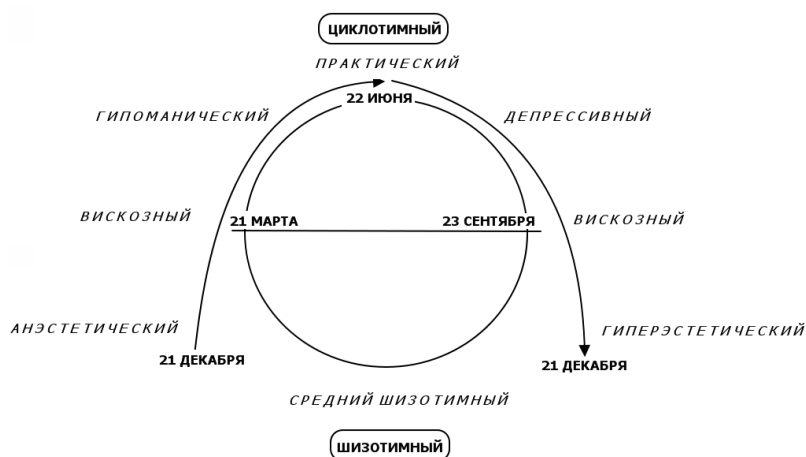 ЦИКЛОТИМНЫЙ
ПРАКТИЧЕСКИЙ
22 ИЮНЯ
ГИПОМАНИЧЕСКИЙ
ДЕПРЕССИВНЫЙ
ВИСКОЗНЫЙ
21 МАРТА
23 СЕНТЯБРЯ
ВИСКОЗНЫЙ
АНЭСТЕТИЧЕСКИЙ
ГИПЕРЭСТЕТИЧЕСКИЙ
21 ДЕКАБРЯ
21 ДЕКАБРЯ
СРЕДНИЙ ШИЗОТИМНЫЙ
ШИЗОТИМНЫЙ